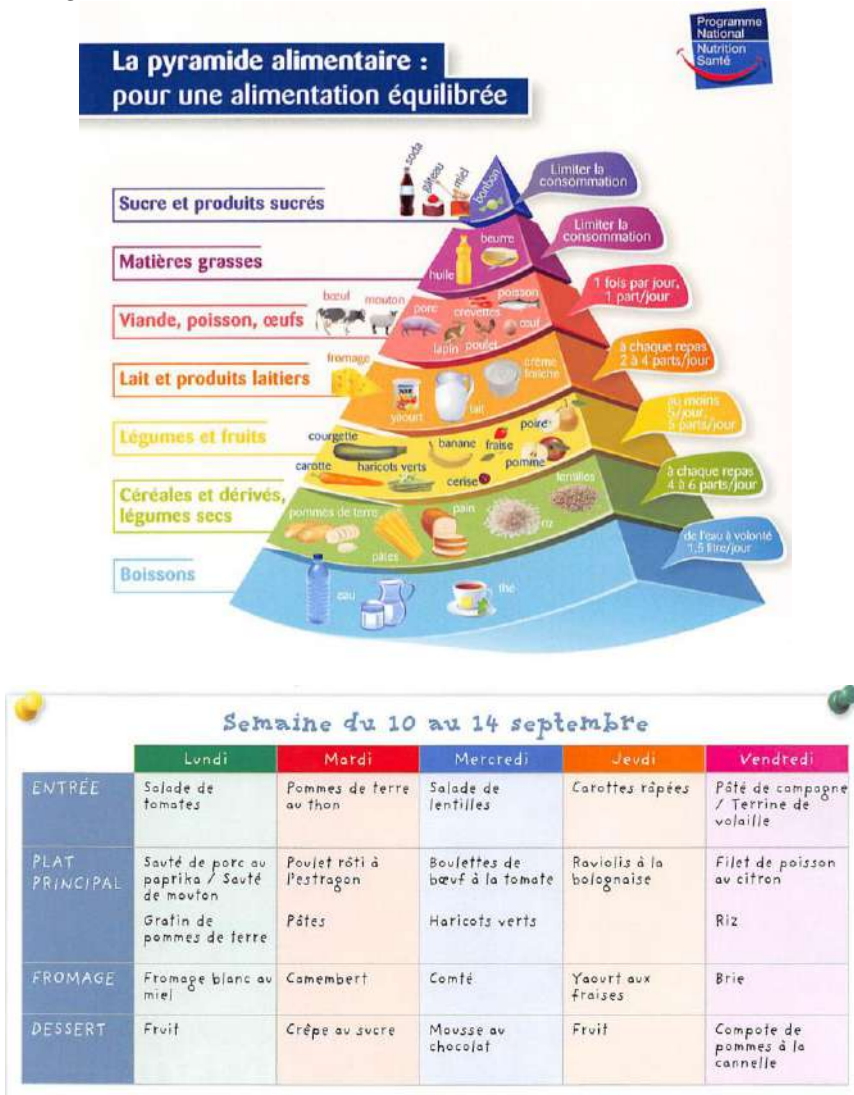 La pyramide alimentaire :
pour une alimentation équilibrée
Programme
National
Nutrition
Santé
soda
gâteau
miel
bonbon
Limiter la
consommation
Sucre et produits sucrés
Limiter la
consommation
beurre
huile
Matières grasses
1 fois par jour,
1 part/jour
Viande, poisson, œufs
bœuf
mouton
porc
crevettes
poisson
lapin
poulet
œuf
à chaque repas
2 à 4 parts/jour
Lait et produits laitiers
fromage
yaourt
lait
crème
fraîche
au moins
5/jour,
5 parts/jour
Légumes et fruits
courgette
banane
fraise
poire
carotte
haricots verts
cerise
pomme
à chaque repas
4 à 6 parts/jour
Céréales et dérivés,
légumes secs
pommes de terre
pâtes
pain
riz
lentilles
de l'eau à volonté
1,5 litre/jour
Boissons
eau
thé
Semaine du 10 au 14 septembre
Lundi Mardi Mercredi Jeudi Vendredi
ENTRÉE
Salade de
tomates
Pommes de terre
au thon
Salade de
lentilles
Carottes râpées
Pâté de campagne
/ Terrine de
volaille
PLAT
PRINCIPAL
Sauté de porc au
paprika / Sauté
de mouton
Gratin de
pommes de terre
Poulet rôti à
l'estragon
Pâtes
Boulettes de
bœuf à la tomate
Haricots verts
Raviolis à la
bolognaise
Filet de poisson
au citron
Riz
FROMAGE
Fromage blanc au
miel
Camembert
Comté
Yaourt aux
fraises
Brie
DESSERT
Fruit
Crêpe au sucre
Mousse au
chocolat
Fruit
Compote de
pommes à la
cannelle